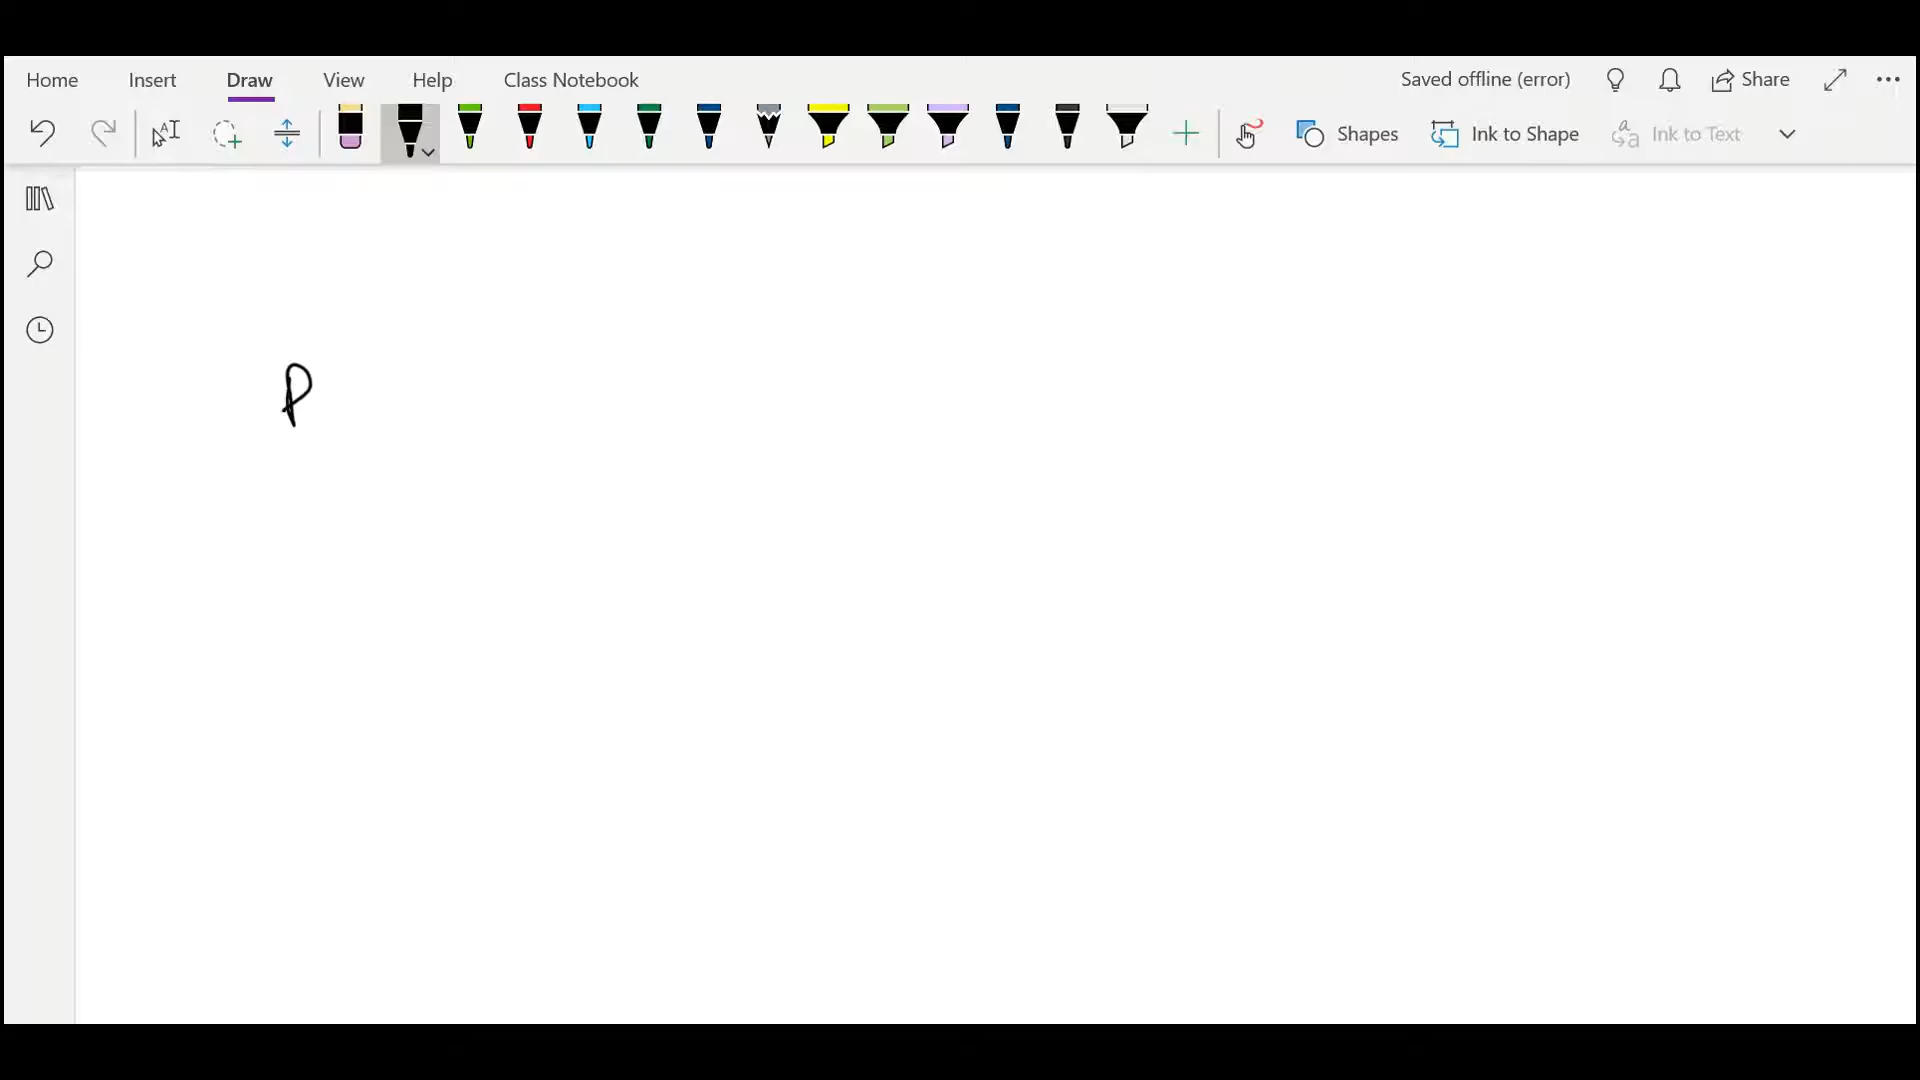 Home Insert Draw View Help Class Notebook Saved offline (error) Share
Shapes Ink to Shape Ink to Text
P